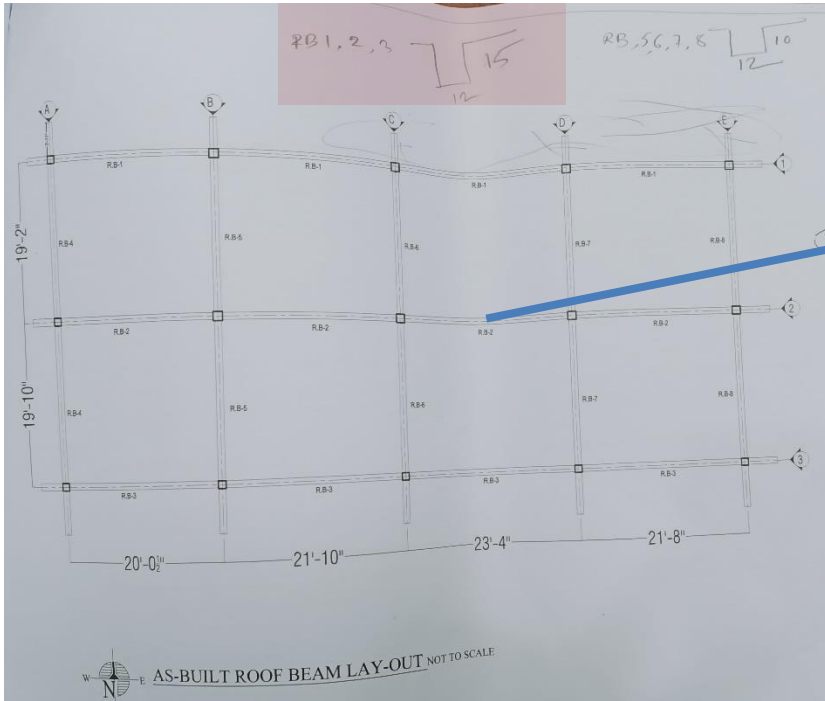 RB 1, 2, 3
15
12
RB, 5, 6, 7, 8
10
12
A
B
C
D
E
R.B-1
R.B-1
R.B-1
R.B-1
1
19'-2"
R.B-4
R.B-5
R.B-6
R.B-7
R.B-8
R.B-2
R.B-2
R.B-2
R.B-2
2
19'-10"
R.B-4
R.B-5
R.B-6
R.B-7
R.B-8
R.B-3
R.B-3
R.B-3
R.B-3
3
20'-0½"
21'-10"
23'-4"
21'-8"
W
N
E
AS-BUILT ROOF BEAM LAY-OUT NOT TO SCALE